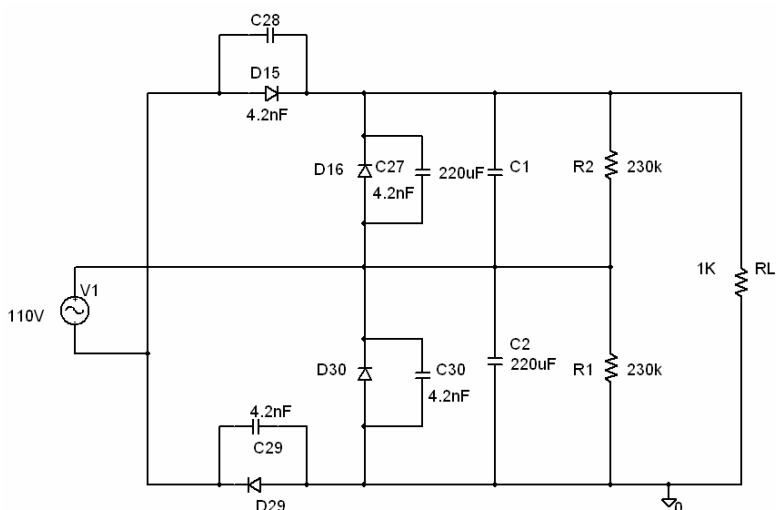 C28
D15
4.2nF
D16
C27
4.2nF
220uF
C1
R2
230k
V1
110V
1K
RL
D30
C30
4.2nF
C2
220uF
R1
230k
4.2nF
C29
D29
0